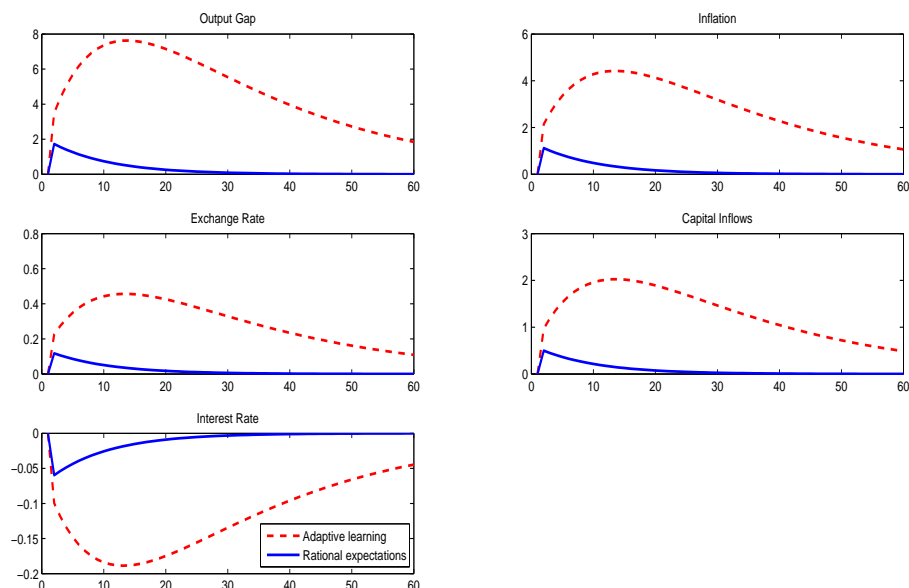 Output Gap
8
6
4
2
0
0 10 20 30 40 50 60
Inflation
6
4
2
0
0 10 20 30 40 50 60
Exchange Rate
0.8
0.6
0.4
0.2
0
0 10 20 30 40 50 60
Capital Inflows
3
2
1
0
0 10 20 30 40 50 60
Interest Rate
0
−0.05
−0.1
−0.15
−0.2
0 10 20 30 40 50 60
Adaptive learning
Rational expectations